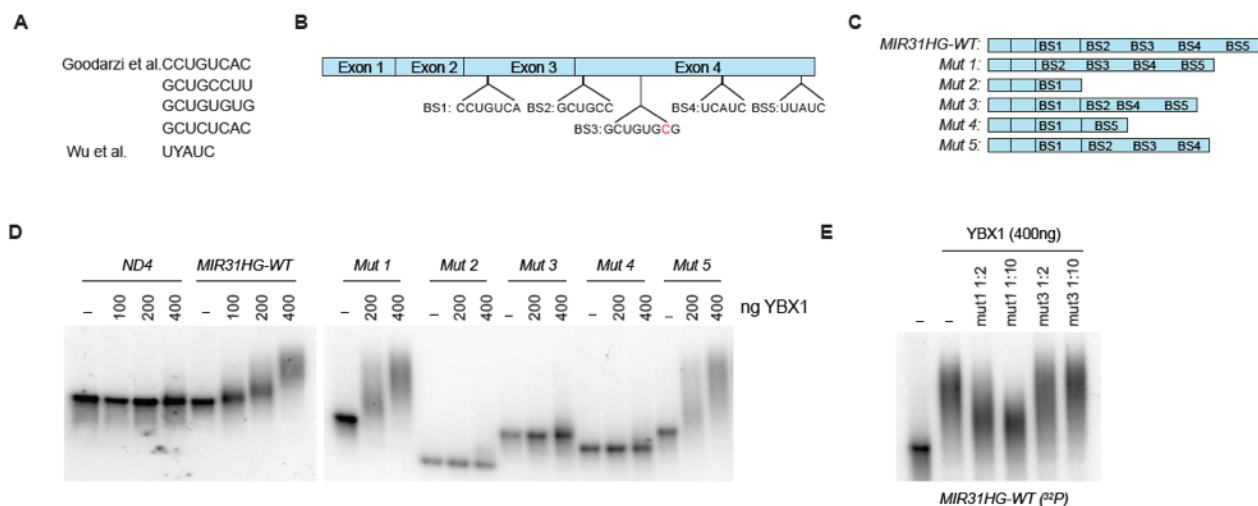 A
Goodarzi et al. CCUGUCAC
GCUGCCUU
GCUGUGUG
GCUCUCAC
Wu et al. UYAUC
B
Exon 1 Exon 2 Exon 3 Exon 4
BS1: CCUGUCA BS2: GCUGCC BS4: UCAUC BS5: UUAUC
BS3: GCUGUGCG
C
MIR31HG-WT: BS1 BS2 BS3 BS4 BS5
Mut 1: BS2 BS3 BS4 BS5
Mut 2: BS1
Mut 3: BS1 BS2 BS4 BS5
Mut 4: BS1 BS5
Mut 5: BS1 BS2 BS3 BS4
D
ND4 MIR31HG-WT Mut 1 Mut 2 Mut 3 Mut 4 Mut 5
– 100 200 400 – 100 200 400 – 200 400 – 200 400 – 200 400 – 200 400 – 200 400 ng YBX1
E
YBX1 (400ng)
– – mut1 1:2 mut1 1:10 mut3 1:2 mut3 1:10
MIR31HG-WT (³²P)